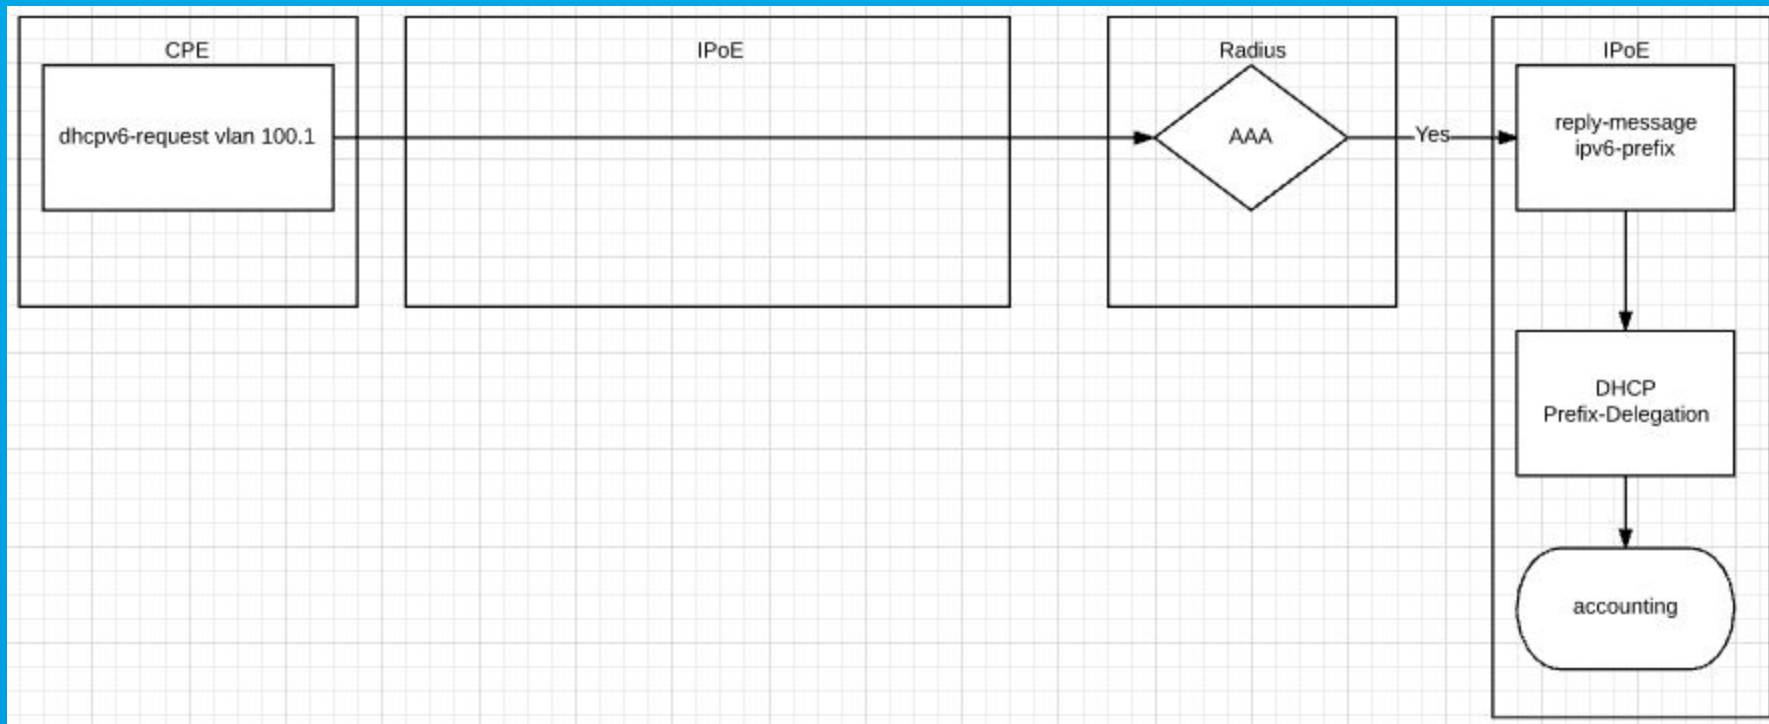 CPE
dhcpv6-request vlan 100.1
IPoE
Radius
AAA
Yes
IPoE
reply-message
ipv6-prefix
DHCP
Prefix-Delegation
accounting